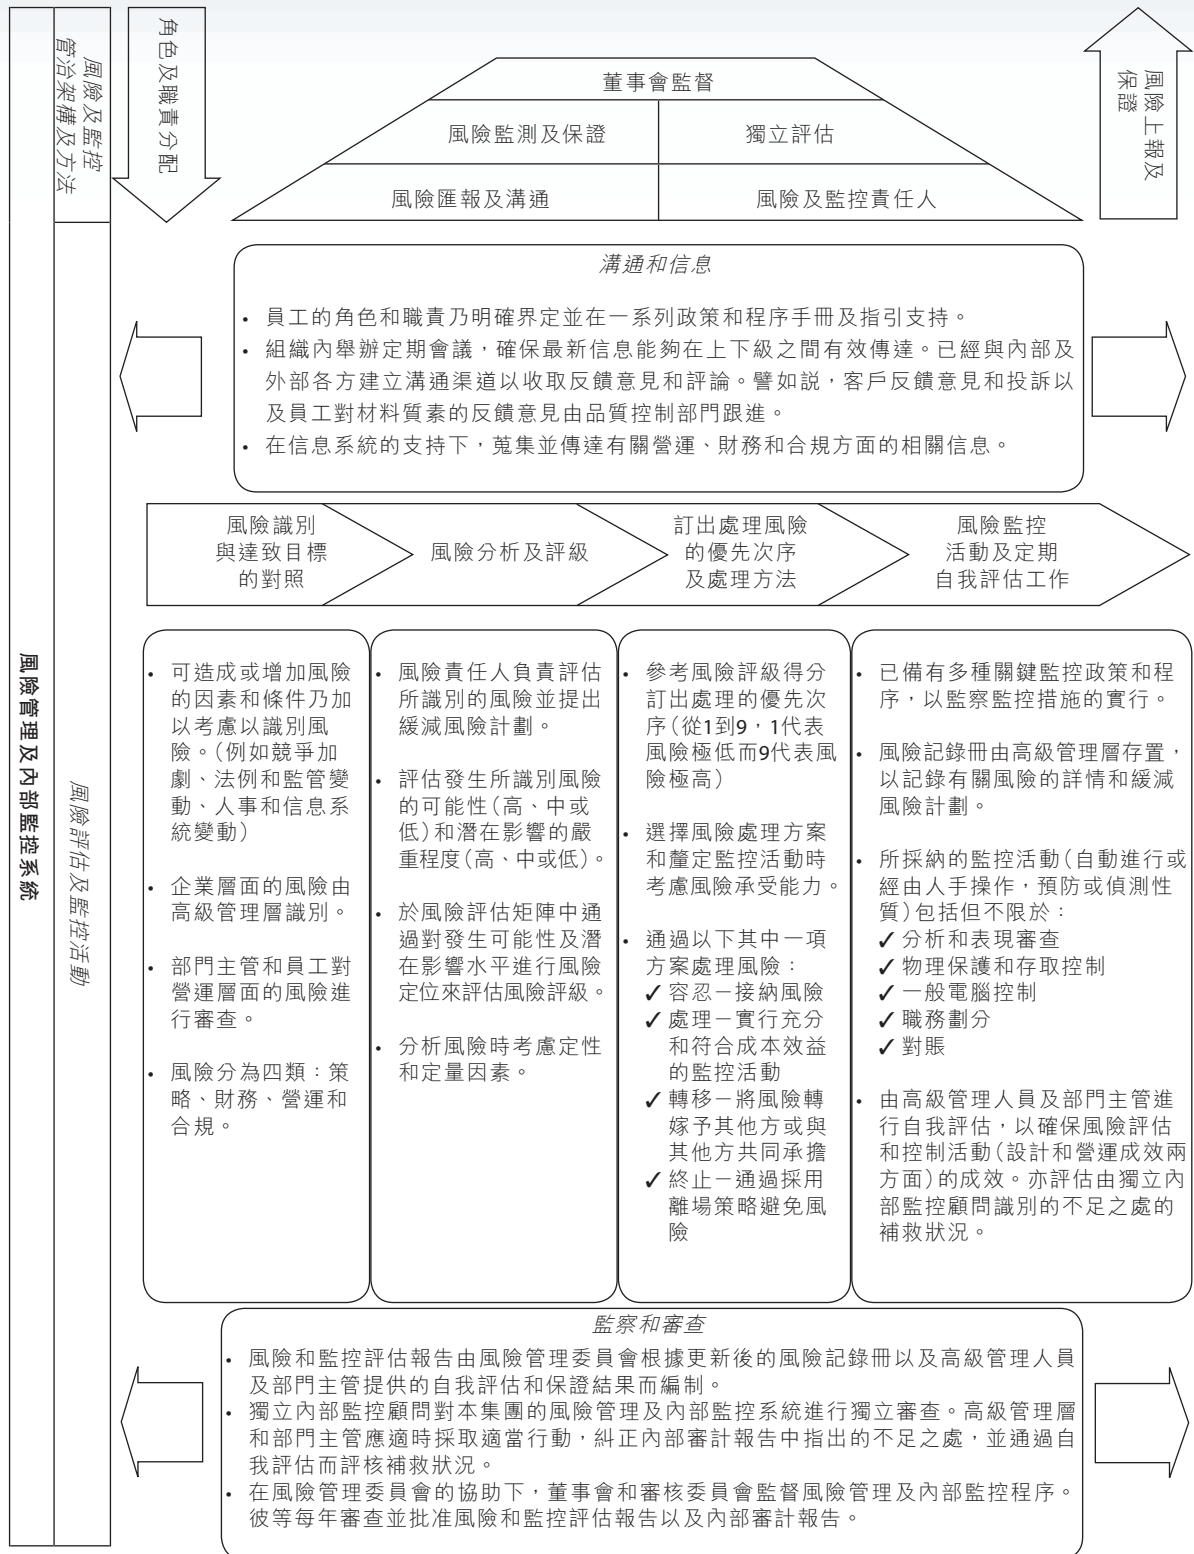 風險管理及內部監控系統
風險及監控
管治架構及方法
風險評估及監控活動
角色及職責分配
風險上報及
保證
董事會監督
風險監測及保證
獨立評估
風險匯報及溝通
風險及監控責任人
溝通和信息
• 員工的角色和職責乃明確界定並在一系列政策和程序手冊及指引支持。
• 組織內舉辦定期會議，確保最新信息能夠在上下級之間有效傳達。已經與內部及
外部各方建立溝通渠道以收取反饋意見和評論。譬如說，客戶反饋意見和投訴以
及員工對材料質素的反饋意見由品質控制部門跟進。
• 在信息系統的支持下，蒐集並傳達有關營運、財務和合規方面的相關信息。
風險識別
與達致目標
的對照
風險分析及評級
訂出處理風險
的優先次序
及處理方法
風險監控
活動及定期
自我評估工作
• 可造成或增加風險
的因素和條件乃加
以考慮以識別風
險。（例如競爭加
劇、法例和監管變
動、人事和信息系
統變動）
• 企業層面的風險由
高級管理層識別。
• 部門主管和員工對
營運層面的風險進
行審查。
• 風險分為四類：策
略、財務、營運和
合規。
• 風險責任人負責評估
所識別的風險並提出
緩減風險計劃。
• 評估發生所識別風險
的可能性（高、中或
低）和潛在影響的嚴
重程度（高、中或低）。
• 於風險評估矩陣中通
過對發生可能性及潛
在影響水平進行風險
定位來評估風險評級。
• 分析風險時考慮定性
和定量因素。
• 參考風險評級得分
訂出處理的優先次
序（從1到9，1代表
風險極低而9代表風
險極高）
• 選擇風險處理方案
和釐定監控活動時
考慮風險承受能力。
• 通過以下其中一項
方案處理風險：
✓ 容忍－接納風險
✓ 處理－實行充分
和符合成本效益
的監控活動
✓ 轉移－將風險轉
嫁予其他方或與
其他方共同承擔
✓ 終止－通過採用
離場策略避免風
險
• 已備有多種關鍵監控政策和程
序，以監察監控措施的實行。
• 風險記錄冊由高級管理層存置，
以記錄有關風險的詳情和緩減
風險計劃。
• 所採納的監控活動（自動進行或
經由人手操作，預防或偵測性
質）包括但不限於：
✓ 分析和表現審查
✓ 物理保護和存取控制
✓ 一般電腦控制
✓ 職務劃分
✓ 對賬
• 由高級管理人員及部門主管進
行自我評估，以確保風險評估
和控制活動（設計和營運成效兩
方面）的成效。亦評估由獨立內
部監控顧問識別的不足之處的
補救狀況。
監察和審查
• 風險和監控評估報告由風險管理委員會根據更新後的風險記錄冊以及高級管理人員
及部門主管提供的自我評估和保證結果而編制。
• 獨立內部監控顧問對本集團的風險管理及內部監控系統進行獨立審查。高級管理層
和部門主管應適時採取適當行動，糾正內部審計報告中指出的不足之處，並通過自
我評估而評核補救狀況。
• 在風險管理委員會的協助下，董事會和審核委員會監督風險管理及內部監控程序。
彼等每年審查並批准風險和監控評估報告以及內部審計報告。